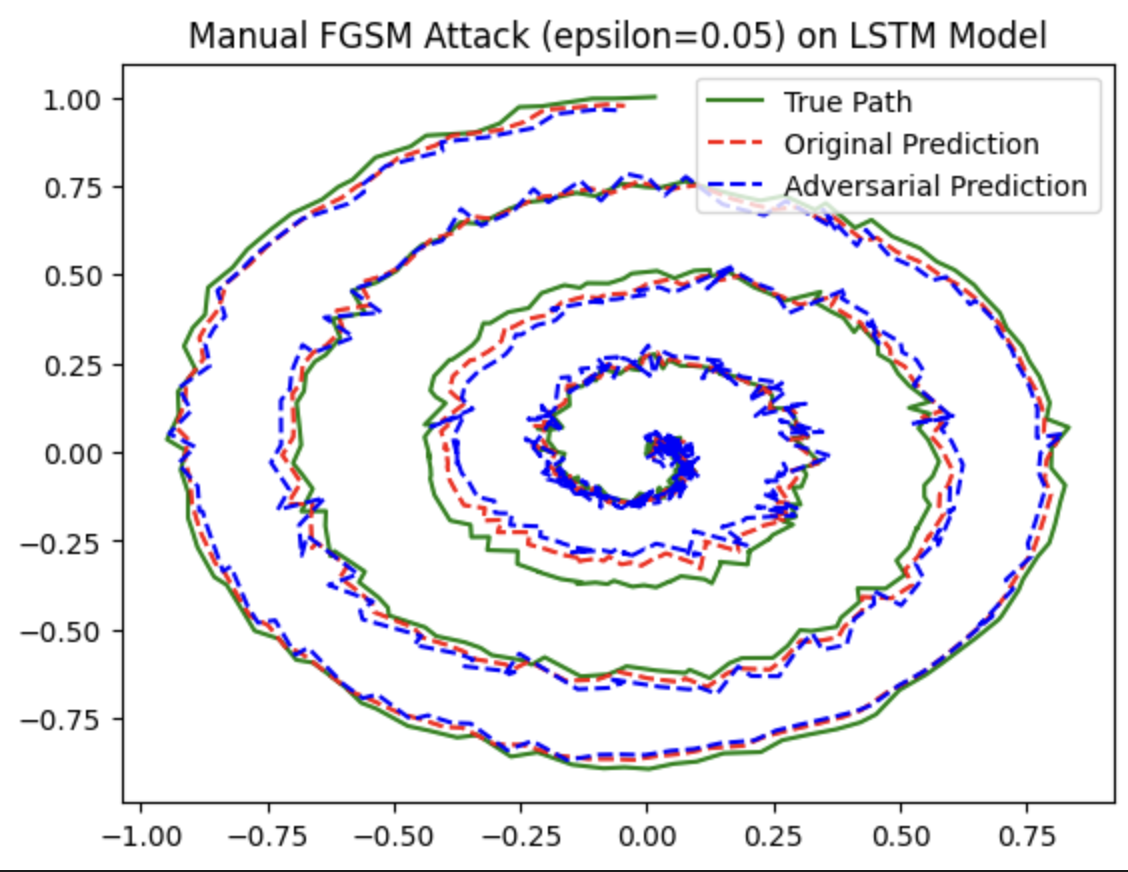 Manual FGSM Attack (epsilon=0.05) on LSTM Model
True Path
Original Prediction
Adversarial Prediction
1.00
0.75
0.50
0.25
0.00
−0.25
−0.50
−0.75
−1.00 −0.75 −0.50 −0.25 0.00 0.25 0.50 0.75